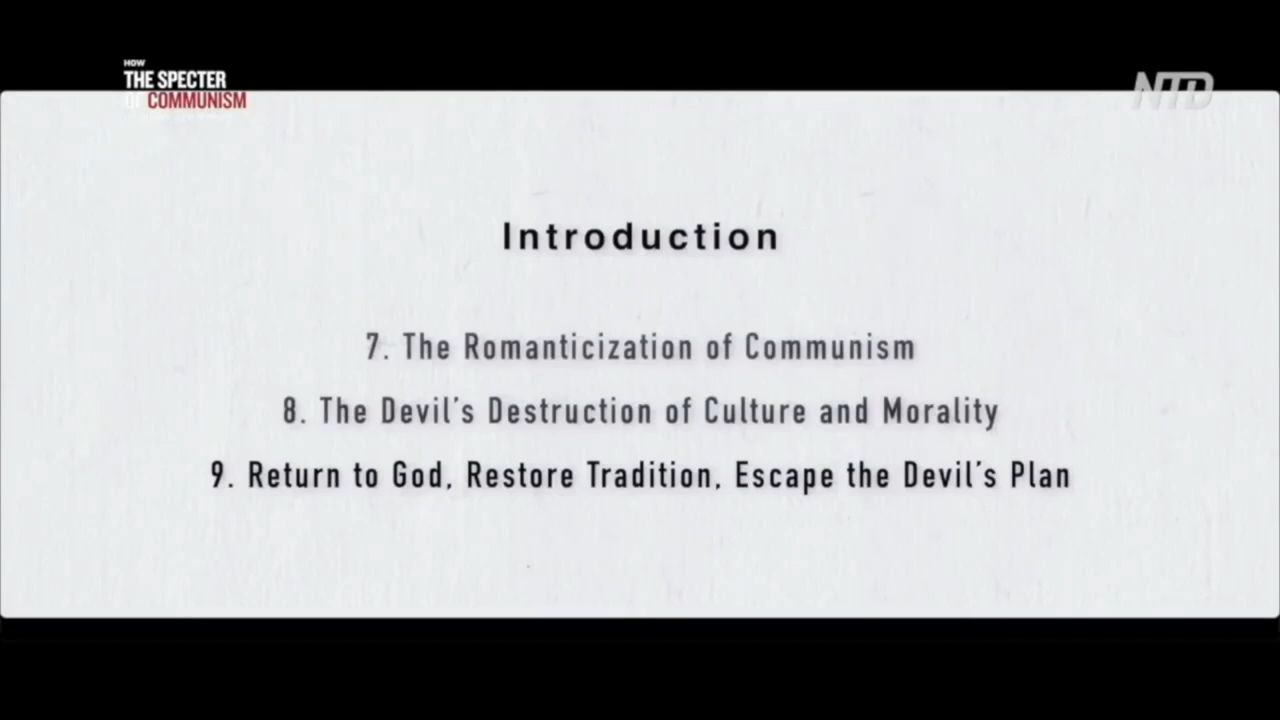 HOW
THE SPECTER
OF COMMUNISM
NTD
Introduction
7. The Romanticization of Communism
8. The Devil's Destruction of Culture and Morality
9. Return to God, Restore Tradition, Escape the Devil's Plan